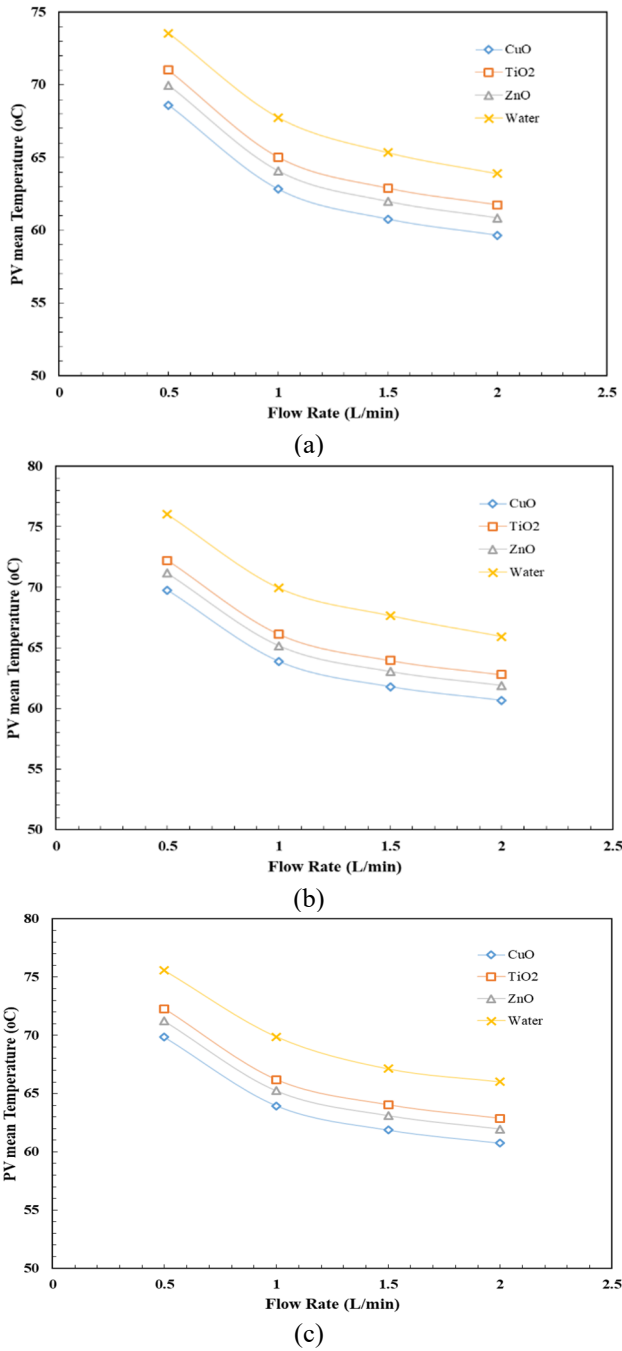 75
70
65
60
55
50
PV mean Temperature (oC)
CuO
TiO2
ZnO
Water
0
0.5
1
1.5
2
2.5
Flow Rate (L/min)
(a)
80
75
70
65
60
55
50
PV mean Temperature (oC)
CuO
TiO2
ZnO
Water
0
0.5
1
1.5
2
2.5
Flow Rate (L/min)
(b)
80
75
70
65
60
55
50
PV mean Temperature (oC)
CuO
TiO2
ZnO
Water
0
0.5
1
1.5
2
2.5
Flow Rate (L/min)
(c)